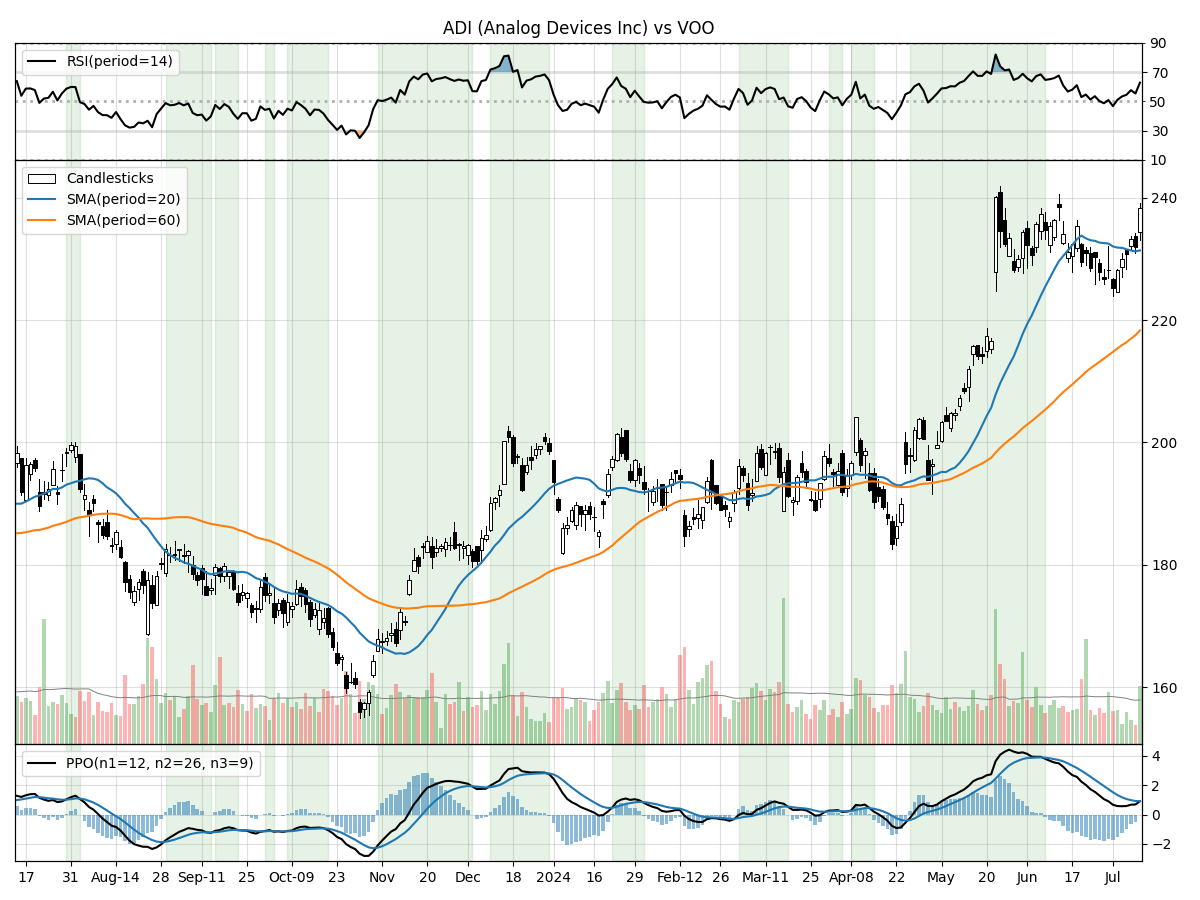 ADI (Analog Devices Inc) vs VOO
RSI(period=14)
90
70
50
30
10
Candlesticks
SMA(period=20)
SMA(period=60)
240
220
200
180
160
PPO(n1=12, n2=26, n3=9)
4
2
0
−2
17 31 Aug-14 28 Sep-11 25 Oct-09 23 Nov 20 Dec 18 2024 16 29 Feb-12 26 Mar-11 25 Apr-08 22 May 20 Jun 17 Jul